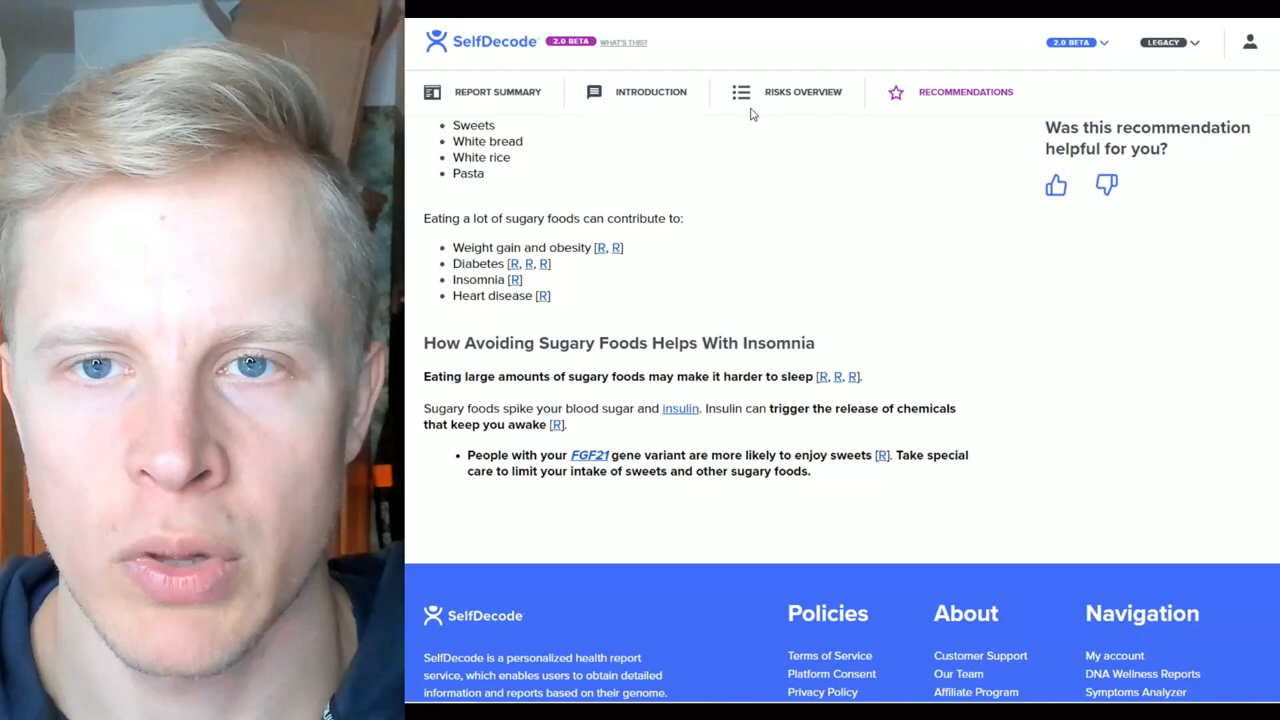 SelfDecode 2.0 BETA WHAT'S THIS? 2.0 BETA LEGACY
REPORT SUMMARY INTRODUCTION RISKS OVERVIEW RECOMMENDATIONS
• Sweets
• White bread
• White rice
• Pasta
Was this recommendation
helpful for you?
Eating a lot of sugary foods can contribute to:
• Weight gain and obesity [R, R]
• Diabetes [R, R, R]
• Insomnia [R]
• Heart disease [R]
How Avoiding Sugary Foods Helps With Insomnia
Eating large amounts of sugary foods may make it harder to sleep [R, R, R].
Sugary foods spike your blood sugar and insulin. Insulin can trigger the release of chemicals
that keep you awake [R].
• People with your FGF21 gene variant are more likely to enjoy sweets [R]. Take special
care to limit your intake of sweets and other sugary foods.
SelfDecode
SelfDecode is a personalized health report
service, which enables users to obtain detailed
information and reports based on their genome.
Policies
Terms of Service
Platform Consent
Privacy Policy
About
Customer Support
Our Team
Affiliate Program
Navigation
My account
DNA Wellness Reports
Symptoms Analyzer